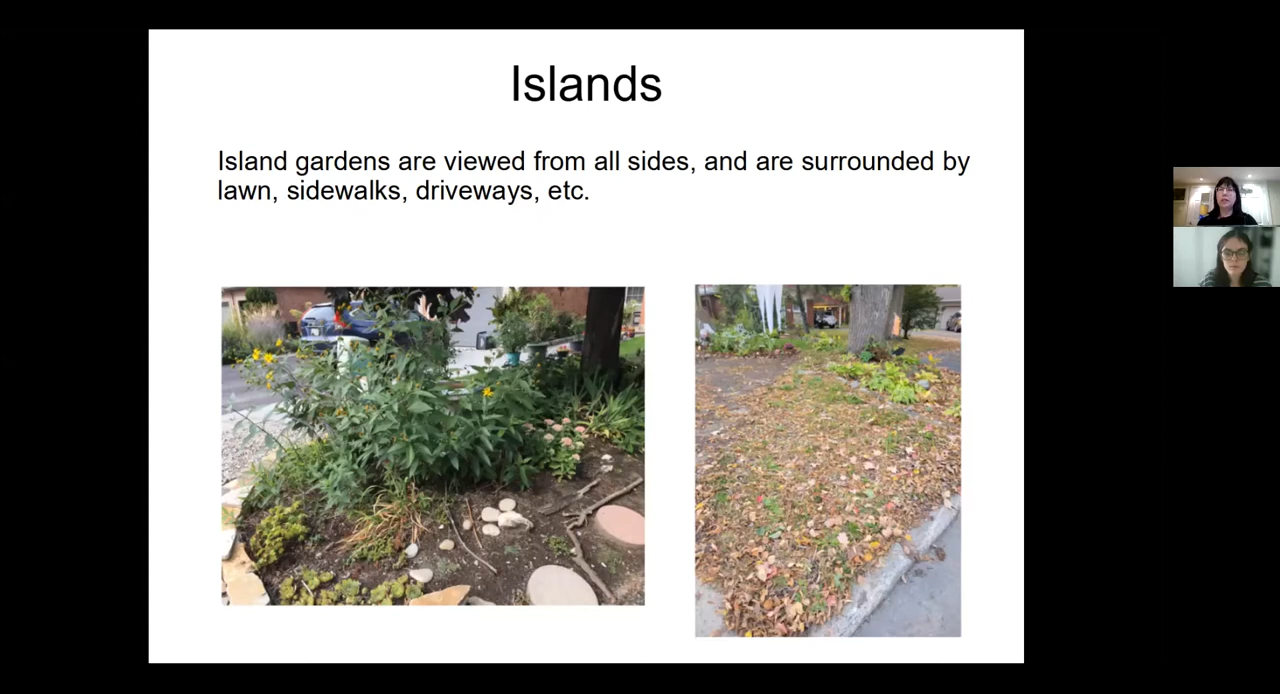 Islands
Island gardens are viewed from all sides, and are surrounded by
lawn, sidewalks, driveways, etc.